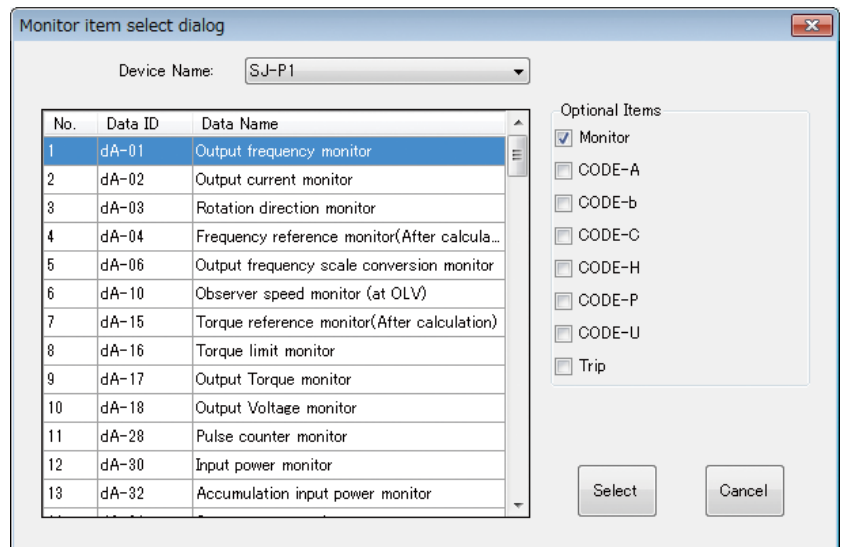 Monitor item select dialog
Device Name: SJ-P1
No. Data ID Data Name
1 dA-01 Output frequency monitor
2 dA-02 Output current monitor
3 dA-03 Rotation direction monitor
4 dA-04 Frequency reference monitor(After calcula...
5 dA-06 Output frequency scale conversion monitor
6 dA-10 Observer speed monitor (at OLV)
7 dA-15 Torque reference monitor(After calculation)
8 dA-16 Torque limit monitor
9 dA-17 Output Torque monitor
10 dA-18 Output Voltage monitor
11 dA-28 Pulse counter monitor
12 dA-30 Input power monitor
13 dA-32 Accumulation input power monitor
Optional Items
Monitor
CODE-A
CODE-b
CODE-C
CODE-H
CODE-P
CODE-U
Trip
Select Cancel